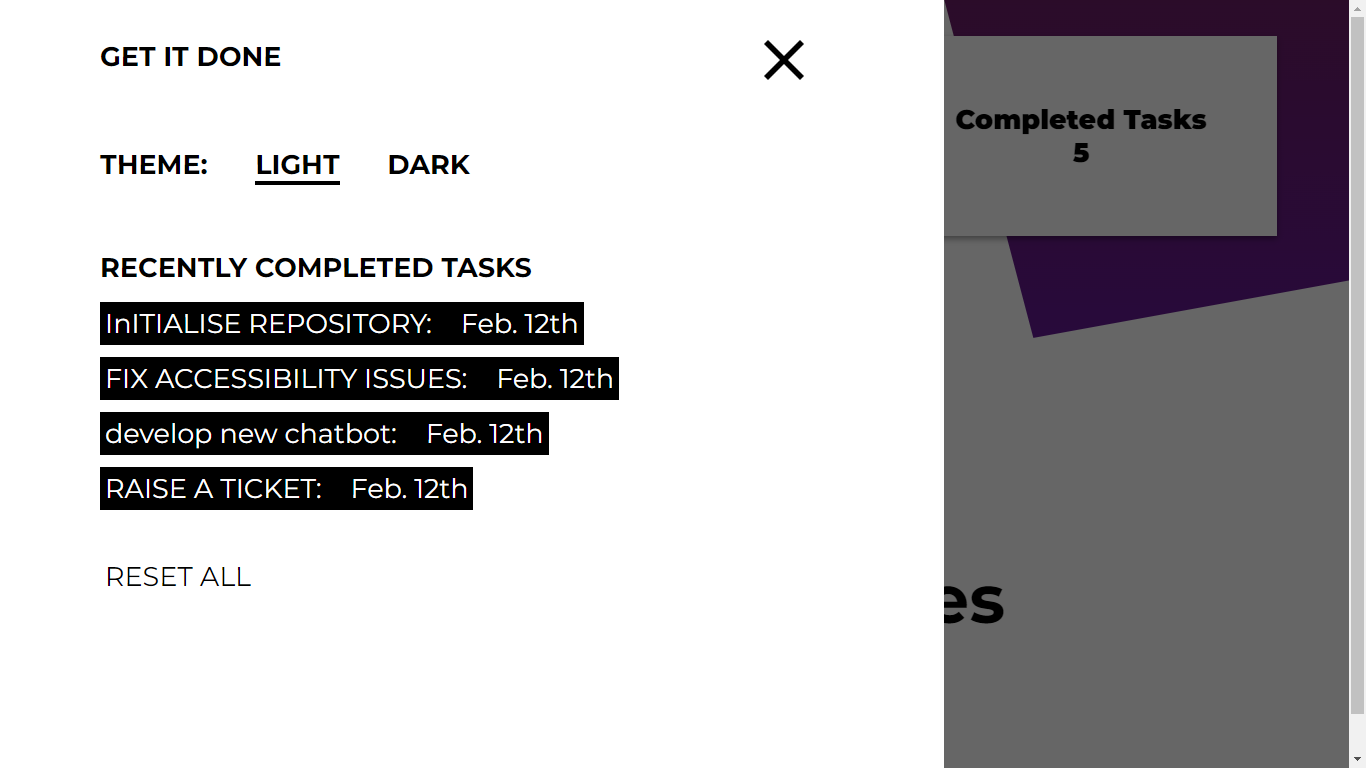 GET IT DONE
THEME: LIGHT DARK
RECENTLY COMPLETED TASKS
InITIALISE REPOSITORY: Feb. 12th
FIX ACCESSIBILITY ISSUES: Feb. 12th
develop new chatbot: Feb. 12th
RAISE A TICKET: Feb. 12th
RESET ALL
Completed Tasks
5
es